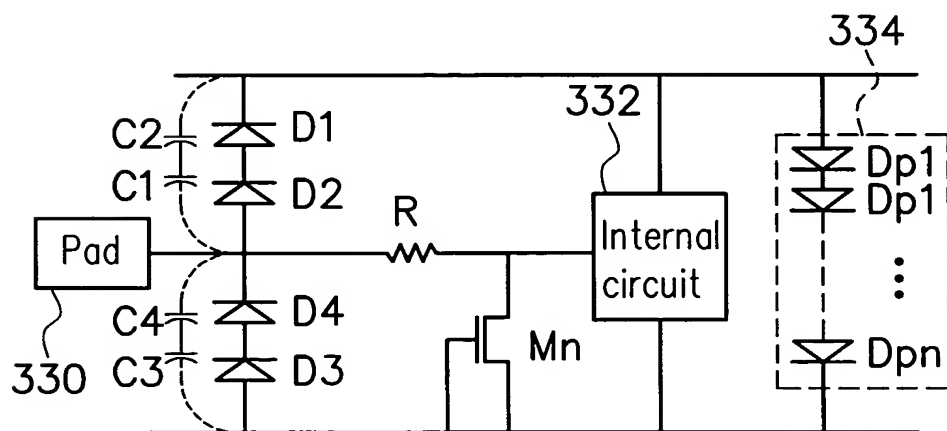 334
332
C2
D1
Dp1
C1
D2
Dp1
R
Pad
Internal
circuit
C4
D4
330
C3
D3
Mn
Dpn